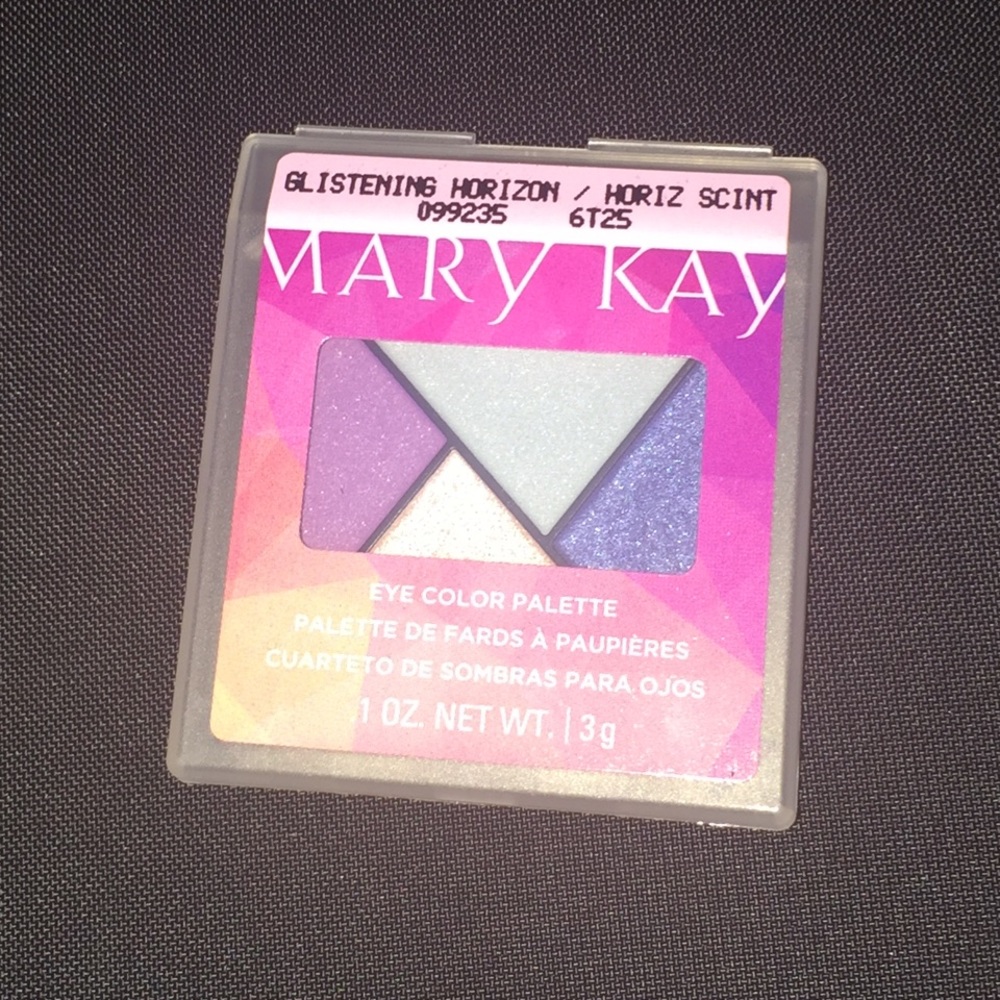 GLISTENING HORIZON / HORIZ SCINT
099235 6T25
MARY KAY
EYE COLOR PALETTE
PALETTE DE FARDS À PAUPIÈRES
CUARTETO DE SOMBRAS PARA OJOS
.1 OZ. NET WT. | 3 g